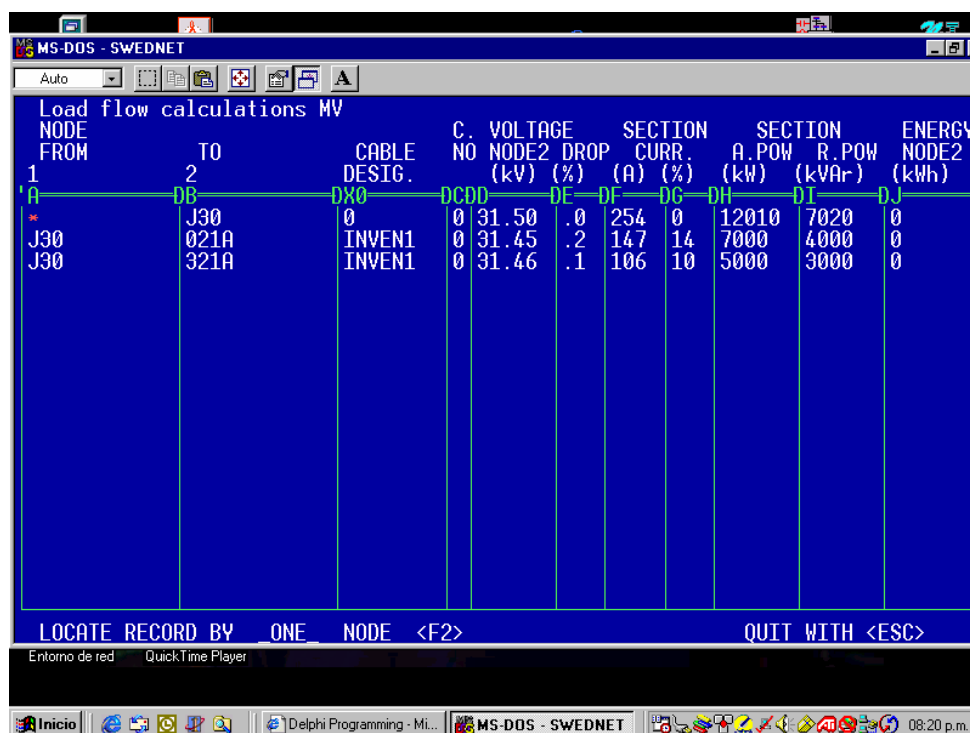 MS-DOS - SWEDNET
Auto
A
Load flow calculations MV
NODE
C. VOLTAGE SECTION SECTION ENERGY
FROM TO CABLE NO NODE2 DROP CURR. A.POW R.POW NODE2
1 2 DESIG. (kV) (%) (A) (%) (kW) (kVAr) (kWh)
'A DB DX0 DC DD DE DF DG DH DI DJ
* J30 0 0 31.50 .0 254 0 12010 7020 0
J30 021A INVEN1 0 31.45 .2 147 14 7000 4000 0
J30 321A INVEN1 0 31.46 .1 106 10 5000 3000 0
LOCATE RECORD BY _ONE_ NODE <F2> QUIT WITH <ESC>
Entorno de red QuickTime Player
Inicio Delphi Programming - Mi... MS-DOS - SWEDNET 08:20 p.m.